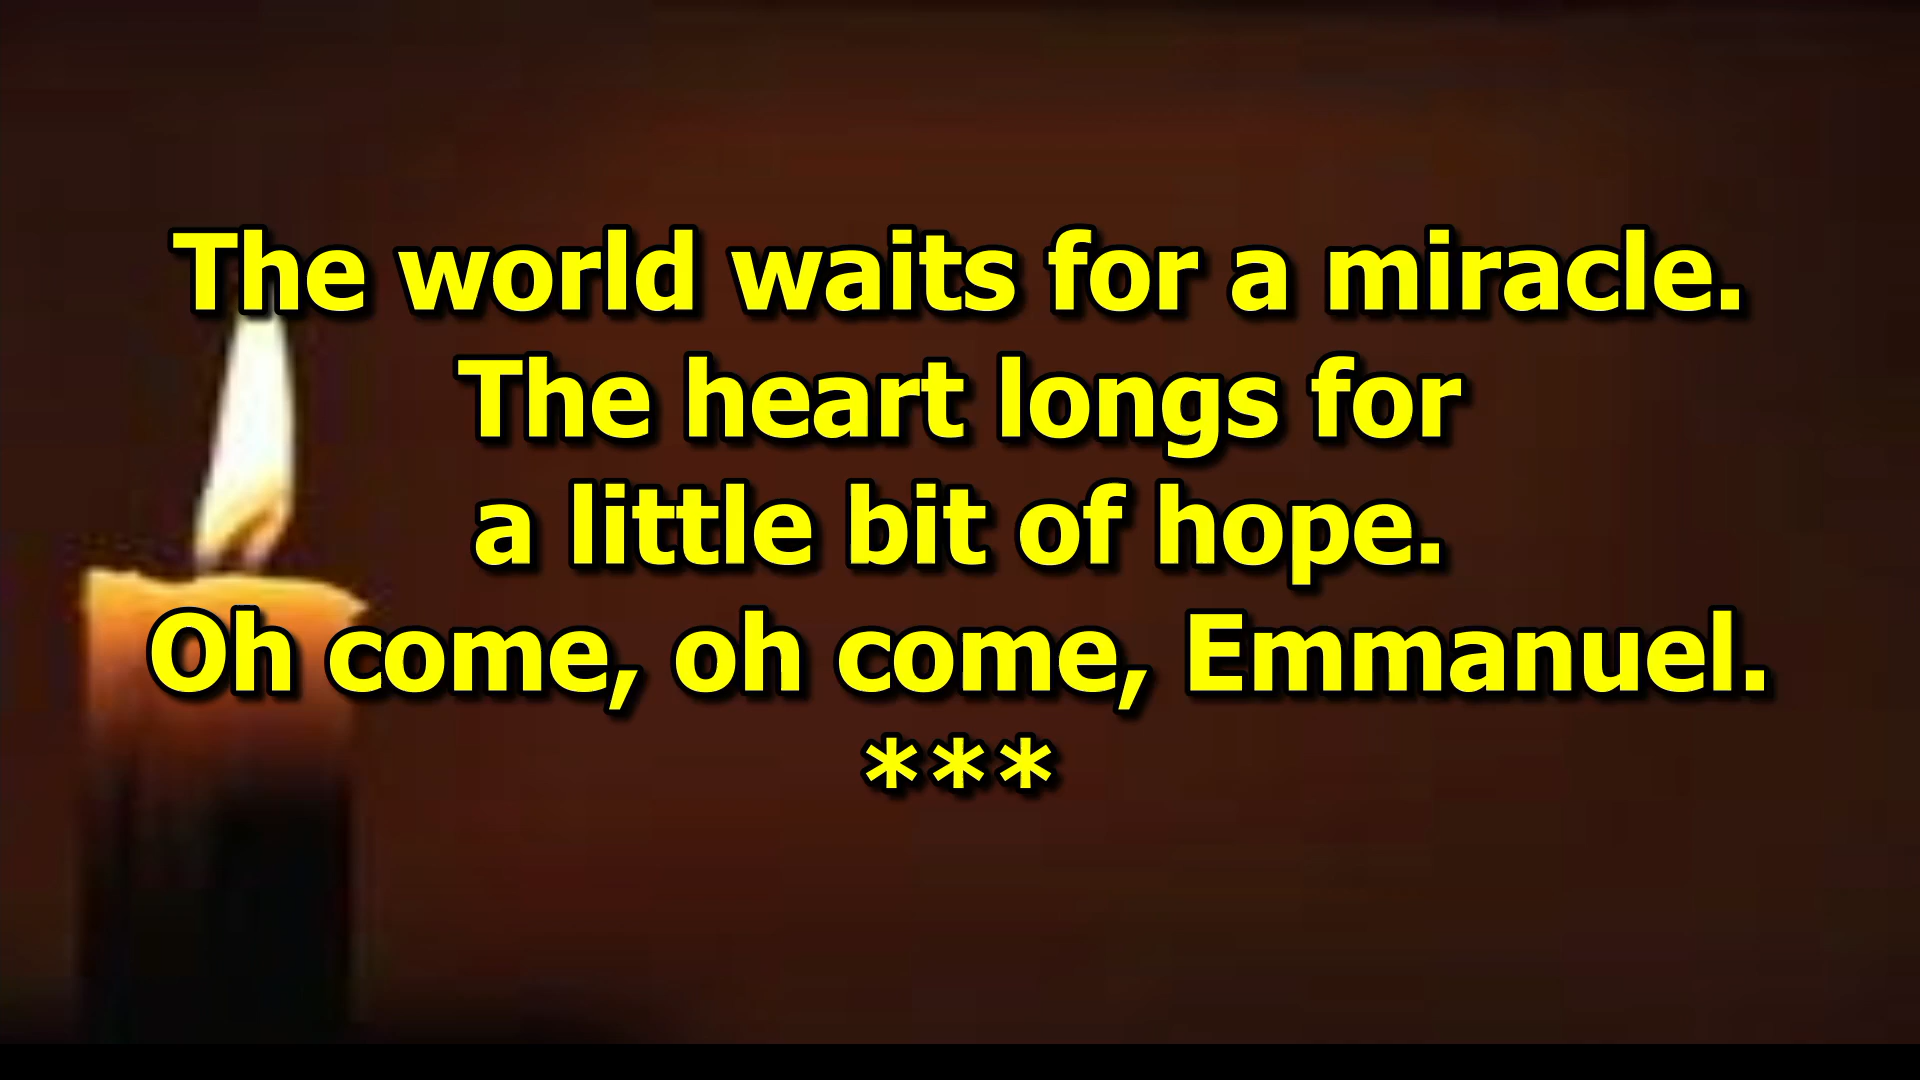 The world waits for a miracle.
The heart longs for
a little bit of hope.
Oh come, oh come, Emmanuel.
***